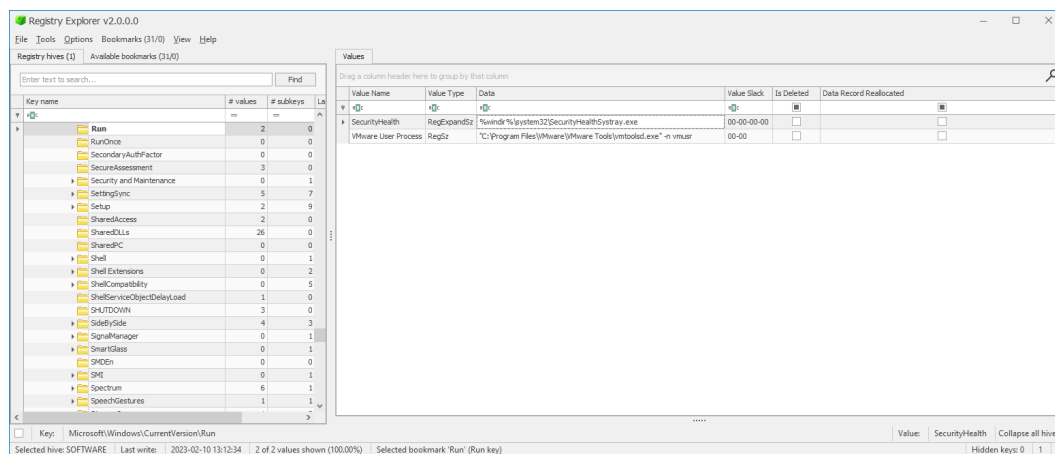 Registry Explorer v2.0.0.0
File Tools Options Bookmarks (31/0) View Help
Registry hives (1) Available bookmarks (31/0)
Enter text to search... Find
Key name # values # subkeys La
= =
Run 2 0
RunOnce 0 0
SecondaryAuthFactor 0 0
SecureAssessment 3 0
Security and Maintenance 0 1
SettingSync 5 7
Setup 2 9
SharedAccess 2 0
SharedDLLs 26 0
SharedPC 0 0
Shell 0 1
Shell Extensions 0 2
ShellCompatibility 0 5
ShellServiceObjectDelayLoad 1 0
SHUTDOWN 3 0
SideBySide 4 3
SignalManager 0 1
SmartGlass 0 1
SMDEn 0 0
SMI 0 1
Spectrum 6 1
SpeechGestures 1 1
Values
Drag a column header here to group by that column
Value Name Value Type Data Value Slack Is Deleted Data Record Reallocated
SecurityHealth RegExpandSz %windir%\system32\SecurityHealthSystray.exe 00-00-00-00
VMware User Process RegSz "C:\Program Files\VMware\VMware Tools\vmtoolsd.exe" -n vmusr 00-00
Key: Microsoft\Windows\CurrentVersion\Run
Value: SecurityHealth Collapse all hive
Selected hive: SOFTWARE Last write: 2023-02-10 13:12:34 2 of 2 values shown (100.00%) Selected bookmark 'Run' (Run key)
Hidden keys: 0 1